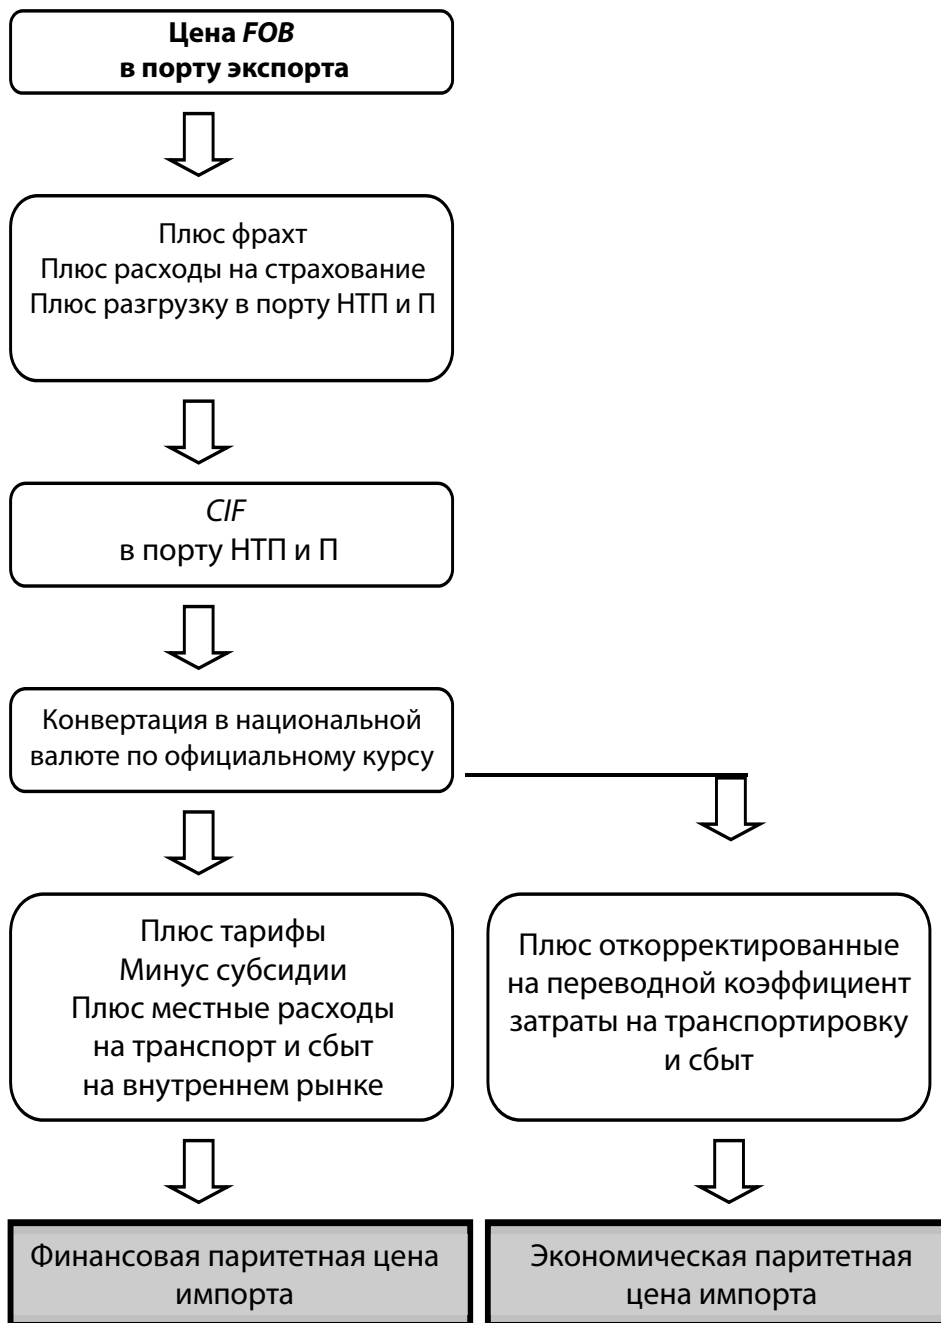 Цена FOB
в порту экспорта
Плюс фрахт
Плюс расходы на страхование
Плюс разгрузку в порту НТП и П
CIF
в порту НТП и П
Конвертация в национальной
валюте по официальному курсу
Плюс тарифы
Минус субсидии
Плюс местные расходы
на транспорт и сбыт
на внутреннем рынке
Плюс откорректированные
на переводной коэффициент
затраты на транспортировку
и сбыт
Финансовая паритетная цена
импорта
Экономическая паритетная
цена импорта